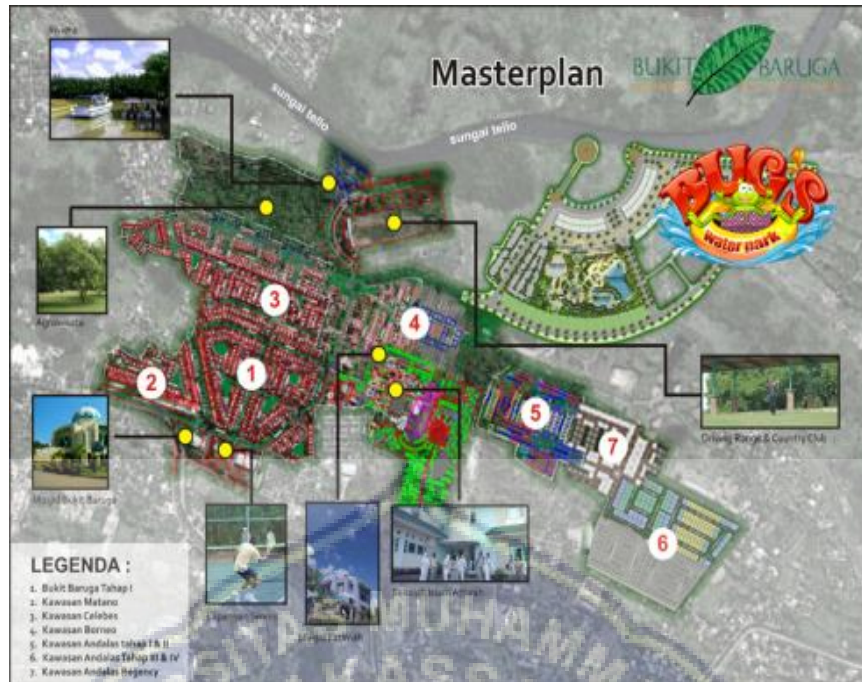 Masterplan
BUKIT BARUGA
sungai tello
sungai tello
BUG'S
water park
3
4
1
2
5
7
6
Driving Range & Country Club
Masjid Bukit Baruga
LEGENDA :
1. Bukit Baruga Tahap I
2. Kawasan Matano
3. Kawasan Celebes
4. Kawasan Borneo
5. Kawasan Andalas tahap I & II
6. Kawasan Andalas Tahap III & IV
7. Kawasan Andalas Regency